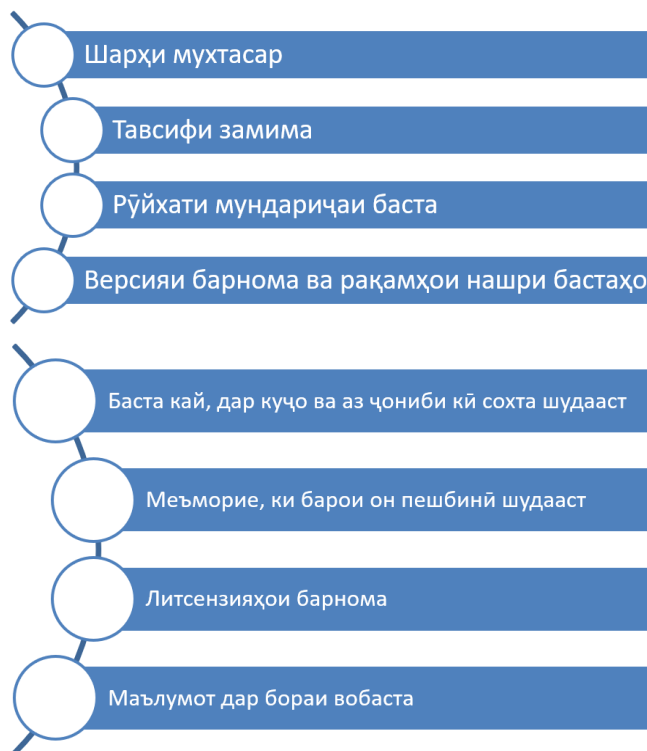 Шарҳи мухтасар
Тавсифи замима
Рӯйхати мундариҷаи баста
Версияи барнома ва рақамҳои нашри бастаҳо
Баста кай, дар куҷо ва аз ҷониби кӣ сохта шудааст
Меъморие, ки барои он пешбинӣ шудааст
Литсензияҳои барнома
Маълумот дар бораи вобаста